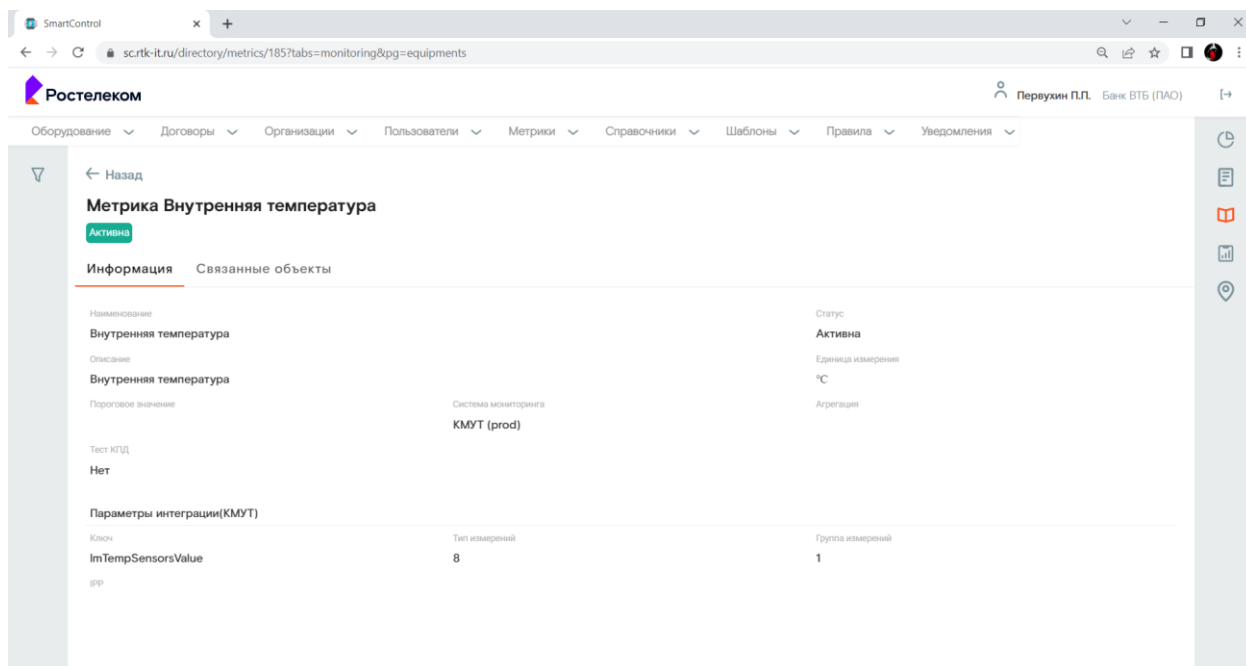 SmartControl
sc.rtk-it.ru/directory/metrics/185?tabs=monitoring&pg=equipments
Ростелеком
Первухин П.П. Банк ВТБ (ПАО)
Оборудование Договоры Организации Пользователи Метрики Справочники Шаблоны Правила Уведомления
Назад
Метрика Внутренняя температура
Активна
Информация Связанные объекты
Наименование Статус
Внутренняя температура Активна
Описание Единица измерения
Внутренняя температура °C
Пороговое значение Система мониторинга Агрегация
КМУТ (prod)
Тест КПД
Нет
Параметры интеграции(КМУТ)
Ключ Тип измерений Группа измерений
lmTempSensorsValue 8 1
IPP